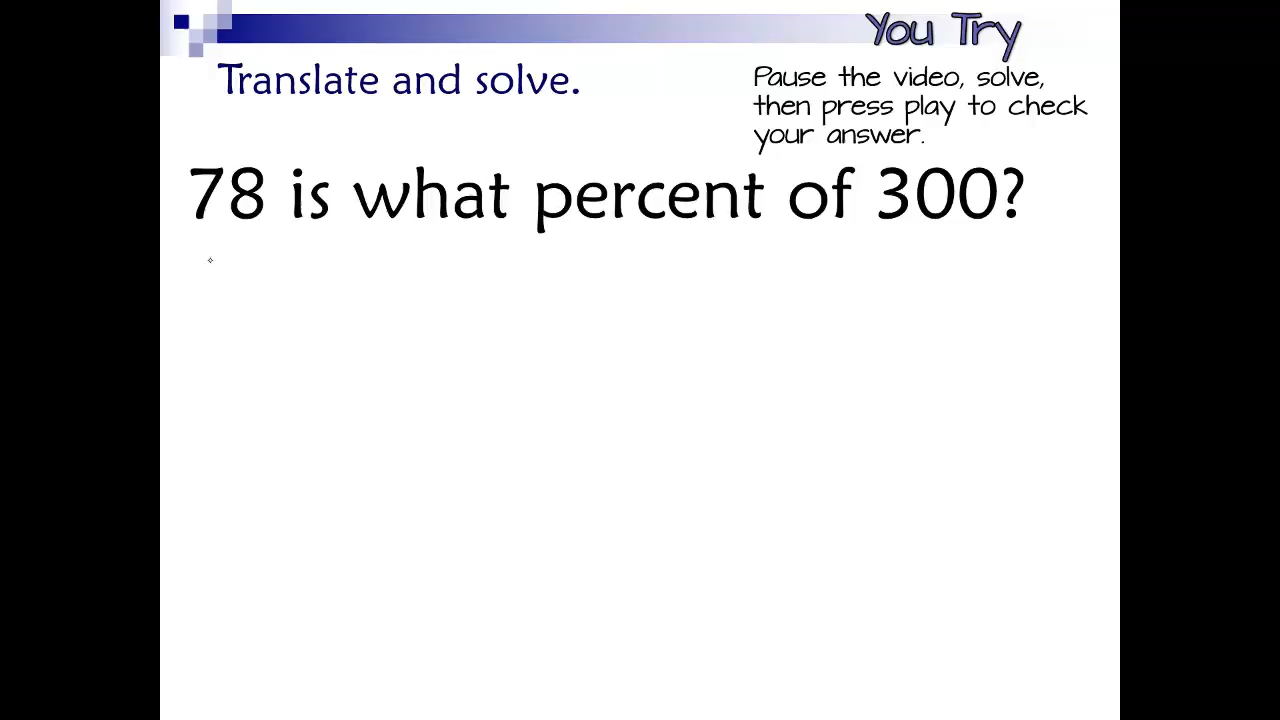 You Try
Translate and solve.
Pause the video, solve,
then press play to check
your answer.
78 is what percent of 300?